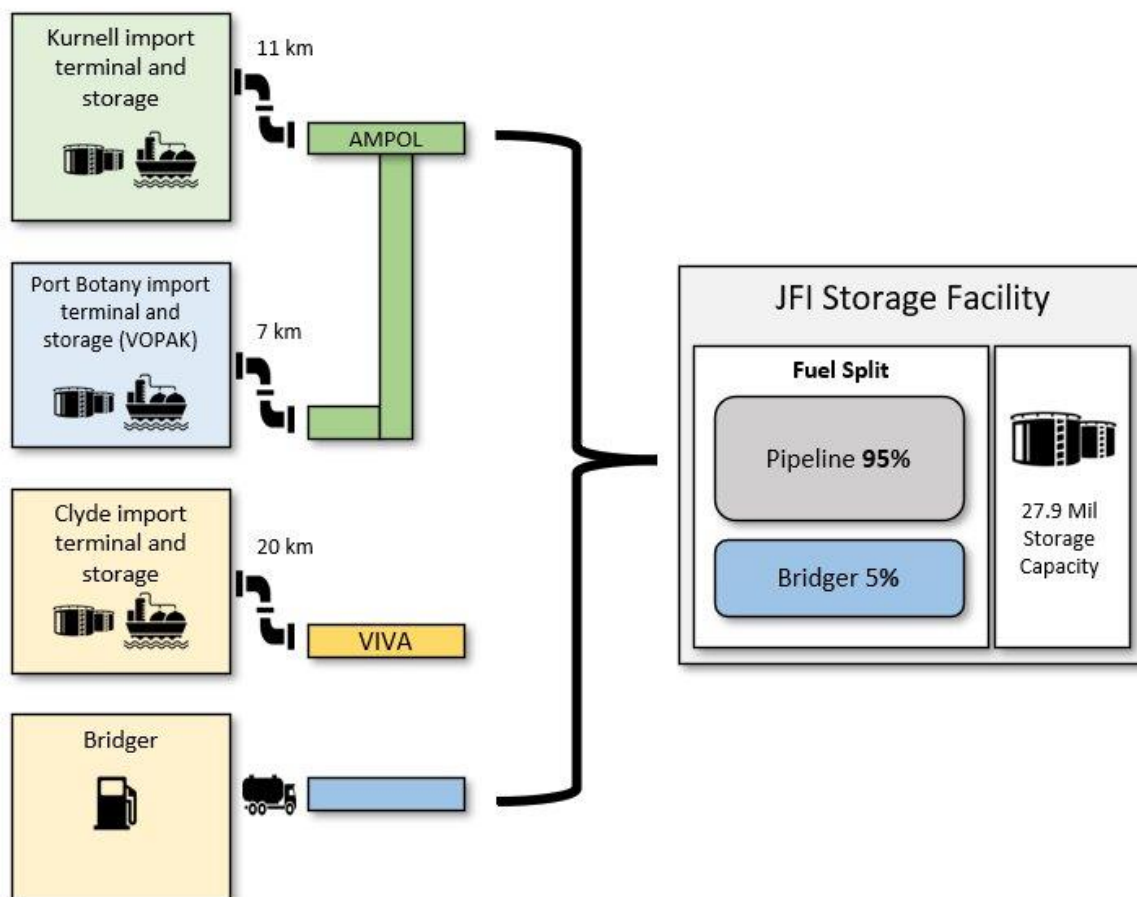 Kurnell import
terminal and
storage
11 km
AMPOL
Port Botany import
terminal and
storage (VOPAK)
7 km
Clyde import
terminal and
storage
20 km
VIVA
Bridger
JFI Storage Facility
Fuel Split
Pipeline 95%
Bridger 5%
27.9 Mil
Storage
Capacity